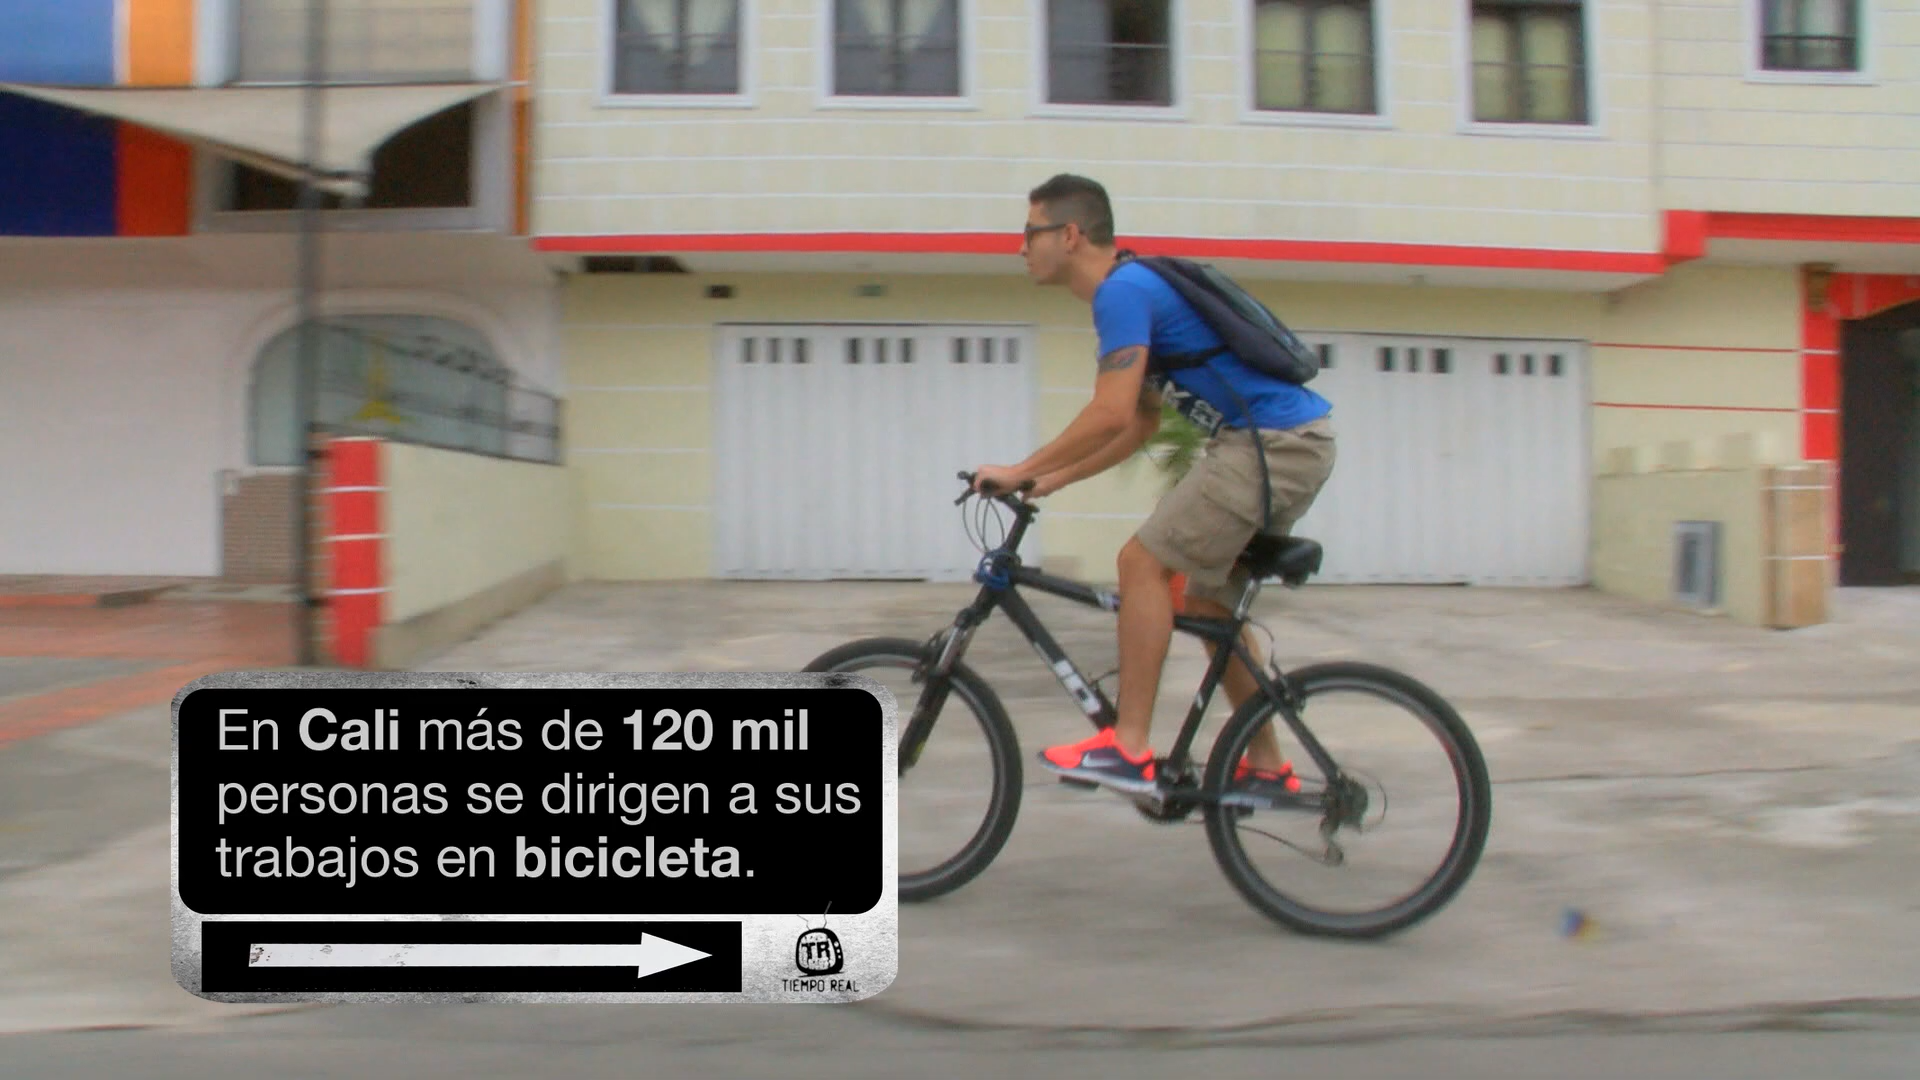 En Cali más de 120 mil
personas se dirigen a sus
trabajos en bicicleta.
TR
TIEMPO REAL